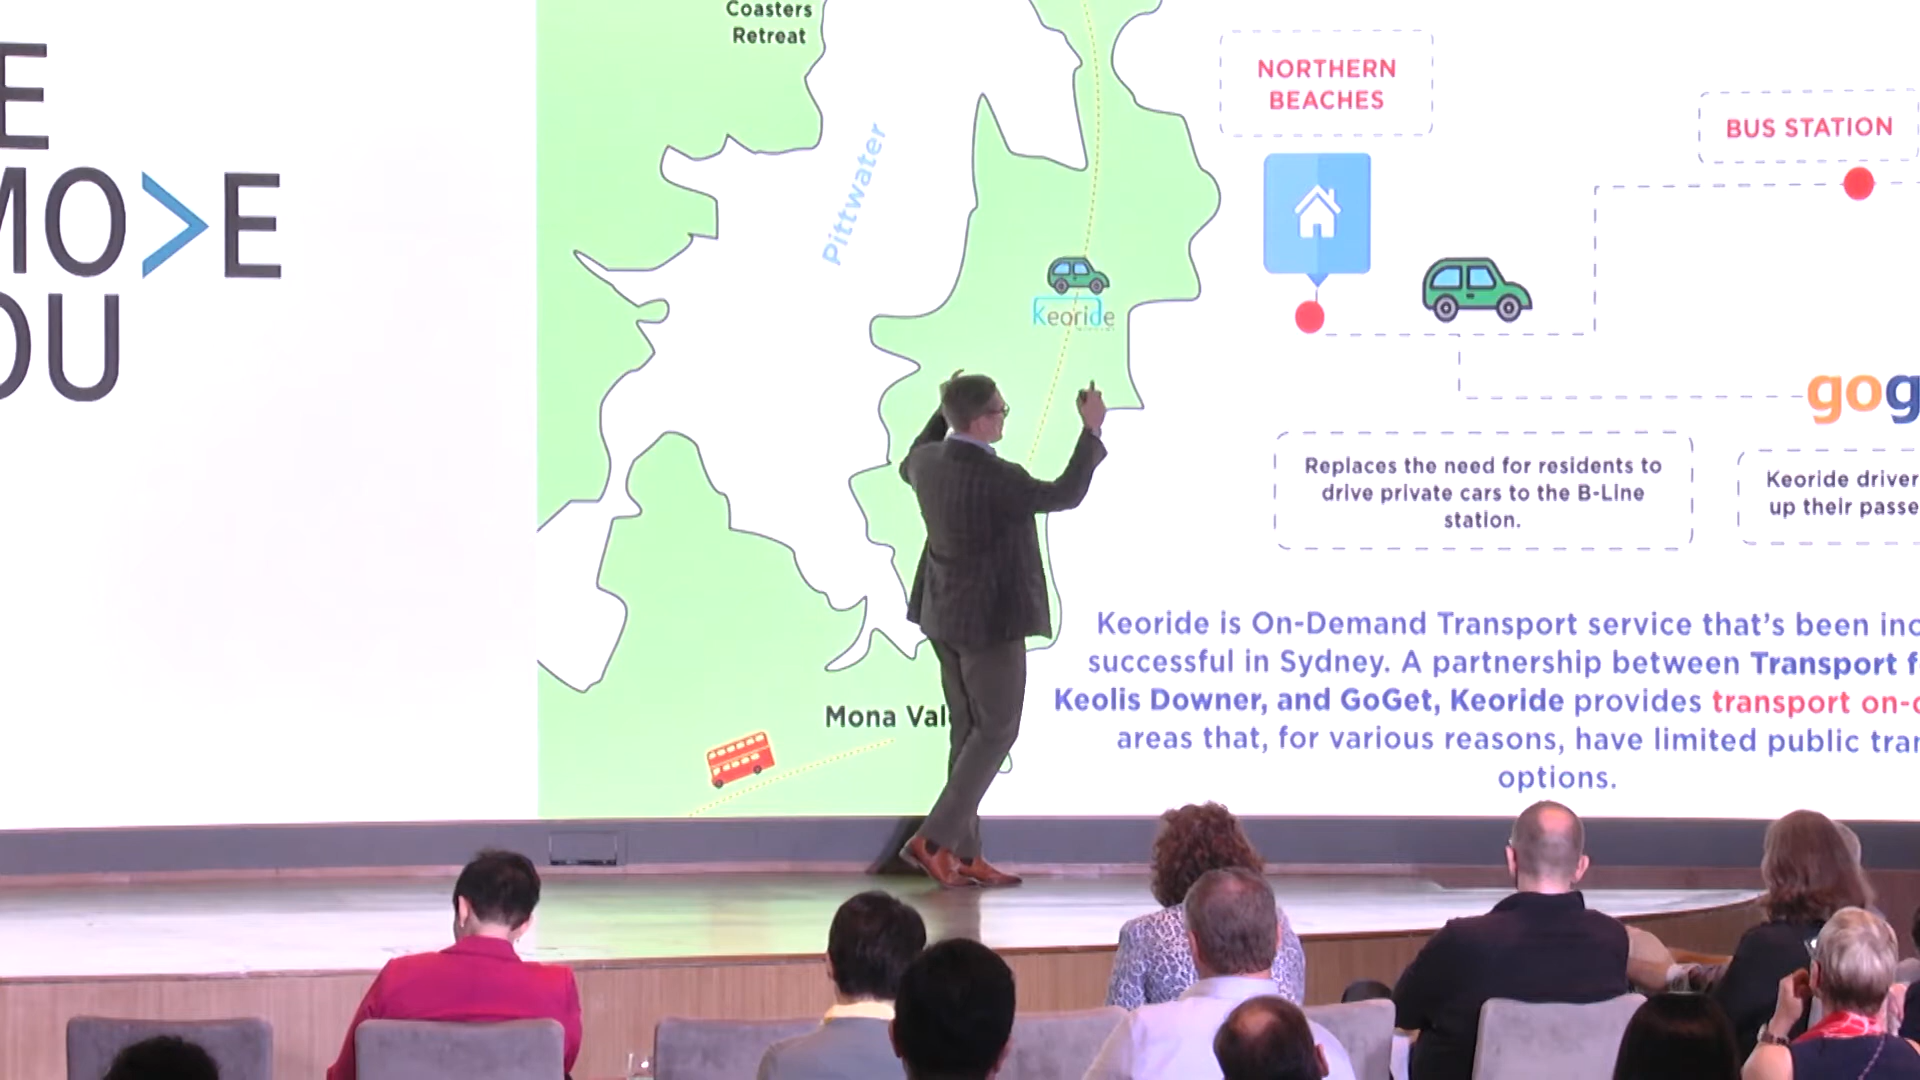 E
MO>E
OU
Coasters
Retreat
Pittwater
Keoride
Mona Val
NORTHERN
BEACHES
BUS STATION
gog
Replaces the need for residents to
drive private cars to the B-Line
station.
Keoride driver
up their passe
Keoride is On-Demand Transport service that's been inc
successful in Sydney. A partnership between Transport f
Keolis Downer, and GoGet, Keoride provides transport on-
areas that, for various reasons, have limited public tran
options.